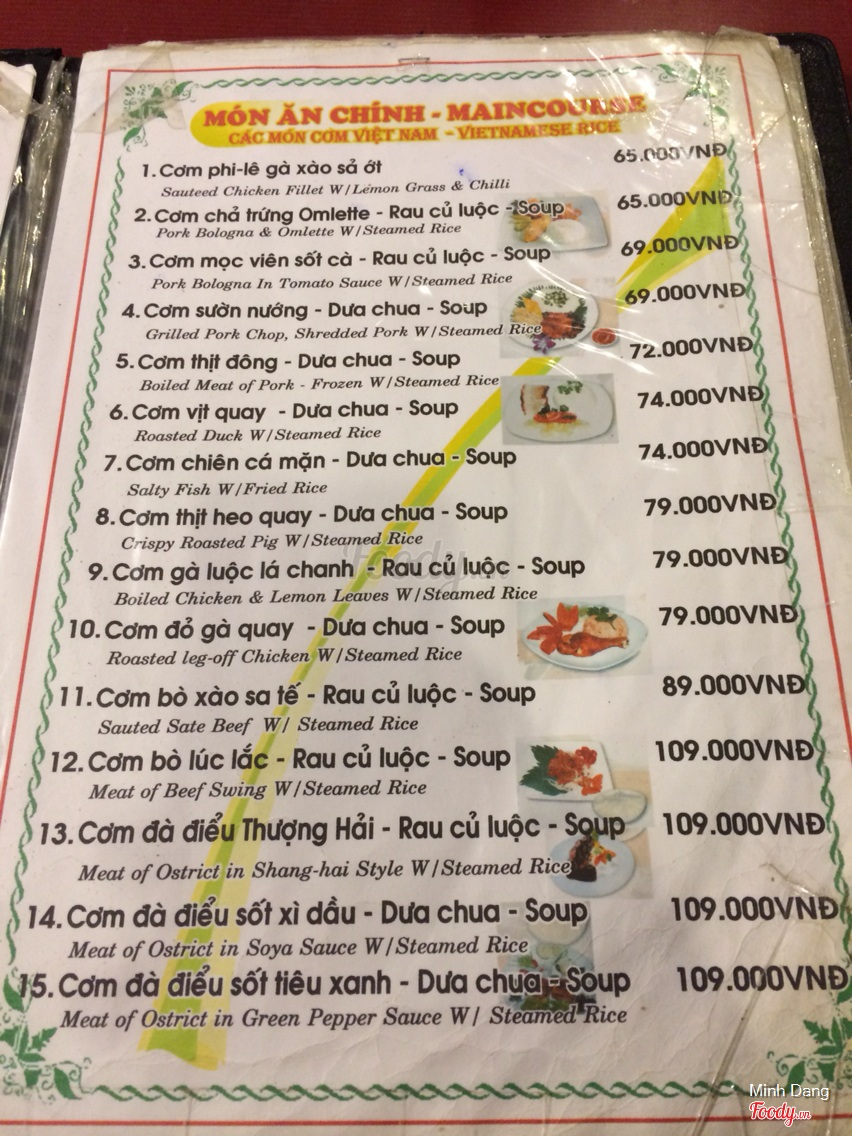 MÓN ĂN CHÍNH - MAINCOURSE
CÁC MÓN CƠM VIỆT NAM - VIETNAMESE RICE
1. Cơm phi-lê gà xào sả ớt 65.000VNĐ
Sauteed Chicken Fillet W/Lemon Grass & Chilli
2. Cơm chả trứng Omlette - Rau củ luộc - Soup 65.000VNĐ
Pork Bologna & Omlette W/Steamed Rice
3. Cơm mọc viên sốt cà - Rau củ luộc - Soup 69.000VNĐ
Pork Bologna In Tomato Sauce W/Steamed Rice
4. Cơm sườn nướng - Dưa chua - Soup 69.000VNĐ
Grilled Pork Chop, Shredded Pork W/Steamed Rice
5. Cơm thịt đông - Dưa chua - Soup 72.000VNĐ
Boiled Meat of Pork - Frozen W/Steamed Rice
6. Cơm vịt quay - Dưa chua - Soup 74.000VNĐ
Roasted Duck W/Steamed Rice
7. Cơm chiên cá mặn - Dưa chua - Soup 74.000VNĐ
Salty Fish W/Fried Rice
8. Cơm thịt heo quay - Dưa chua - Soup 79.000VNĐ
Crispy Roasted Pig W/Steamed Rice
9. Cơm gà luộc lá chanh - Rau củ luộc - Soup 79.000VNĐ
Boiled Chicken & Lemon Leaves W/Steamed Rice
10. Cơm đỏ gà quay - Dưa chua - Soup 79.000VNĐ
Roasted leg-off Chicken W/Steamed Rice
11. Cơm bò xào sa tế - Rau củ luộc - Soup 89.000VNĐ
Sauted Sate Beef W/ Steamed Rice
12. Cơm bò lúc lắc - Rau củ luộc - Soup 109.000VNĐ
Meat of Beef Swing W/Steamed Rice
13. Cơm đà điểu Thượng Hải - Rau củ luộc - Soup 109.000VNĐ
Meat of Ostrict in Shang-hai Style W/Steamed Rice
14. Cơm đà điểu sốt xì dầu - Dưa chua - Soup 109.000VNĐ
Meat of Ostrict in Soya Sauce W/Steamed Rice
15. Cơm đà điểu sốt tiêu xanh - Dưa chua - Soup 109.000VNĐ
Meat of Ostrict in Green Pepper Sauce W/ Steamed Rice
Foody.vn
Minh Dang
Foody.vn